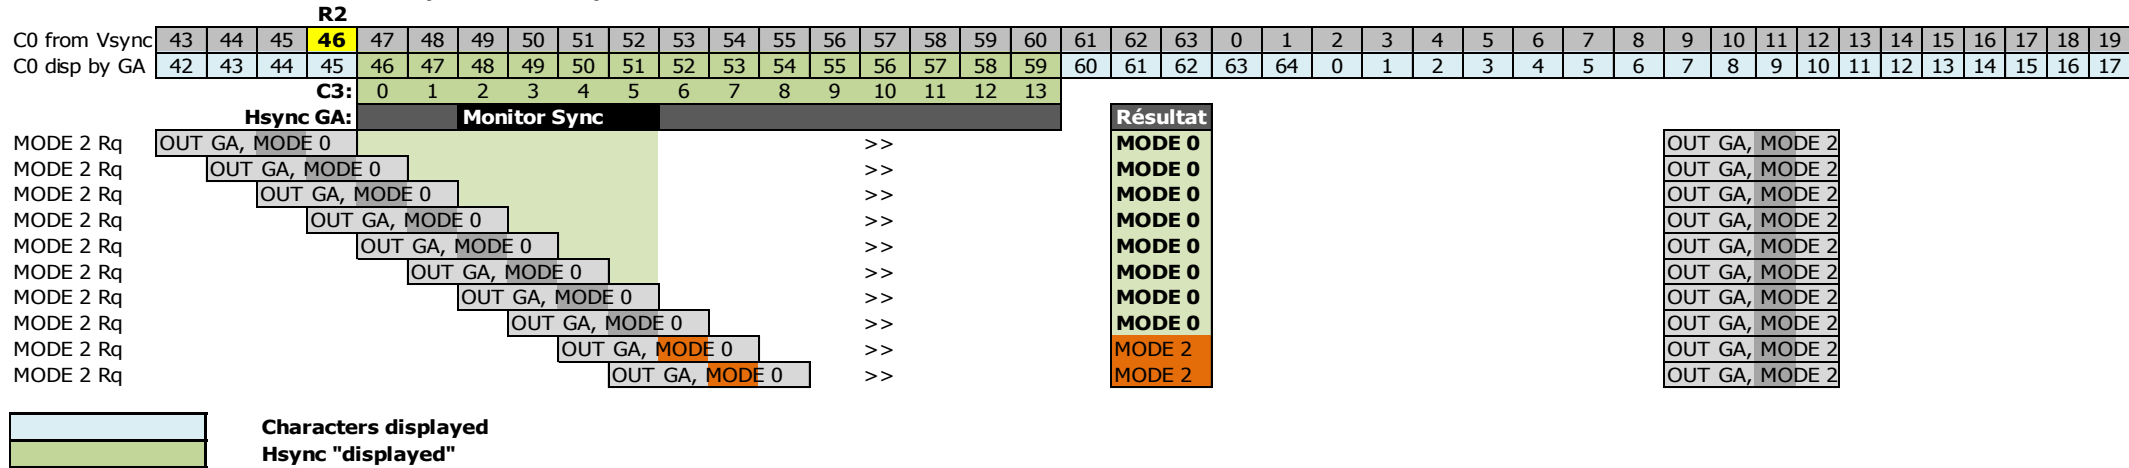 R2
C0 from Vsync 43 44 45 46 47 48 49 50 51 52 53 54 55 56 57 58 59 60 61 62 63 0 1 2 3 4 5 6 7 8 9 10 11 12 13 14 15 16 17 18 19
C0 disp by GA 42 43 44 45 46 47 48 49 50 51 52 53 54 55 56 57 58 59 60 61 62 63 64 0 1 2 3 4 5 6 7 8 9 10 11 12 13 14 15 16 17
C3: 0 1 2 3 4 5 6 7 8 9 10 11 12 13
Hsync GA: Monitor Sync Résultat
MODE 2 Rq OUT GA, MODE 0 >> MODE 0 OUT GA, MODE 2
MODE 2 Rq OUT GA, MODE 0 >> MODE 0 OUT GA, MODE 2
MODE 2 Rq OUT GA, MODE 0 >> MODE 0 OUT GA, MODE 2
MODE 2 Rq OUT GA, MODE 0 >> MODE 0 OUT GA, MODE 2
MODE 2 Rq OUT GA, MODE 0 >> MODE 0 OUT GA, MODE 2
MODE 2 Rq OUT GA, MODE 0 >> MODE 0 OUT GA, MODE 2
MODE 2 Rq OUT GA, MODE 0 >> MODE 0 OUT GA, MODE 2
MODE 2 Rq OUT GA, MODE 0 >> MODE 0 OUT GA, MODE 2
MODE 2 Rq OUT GA, MODE 0 >> MODE 2 OUT GA, MODE 2
MODE 2 Rq OUT GA, MODE 0 >> MODE 2 OUT GA, MODE 2
Characters displayed
Hsync "displayed"